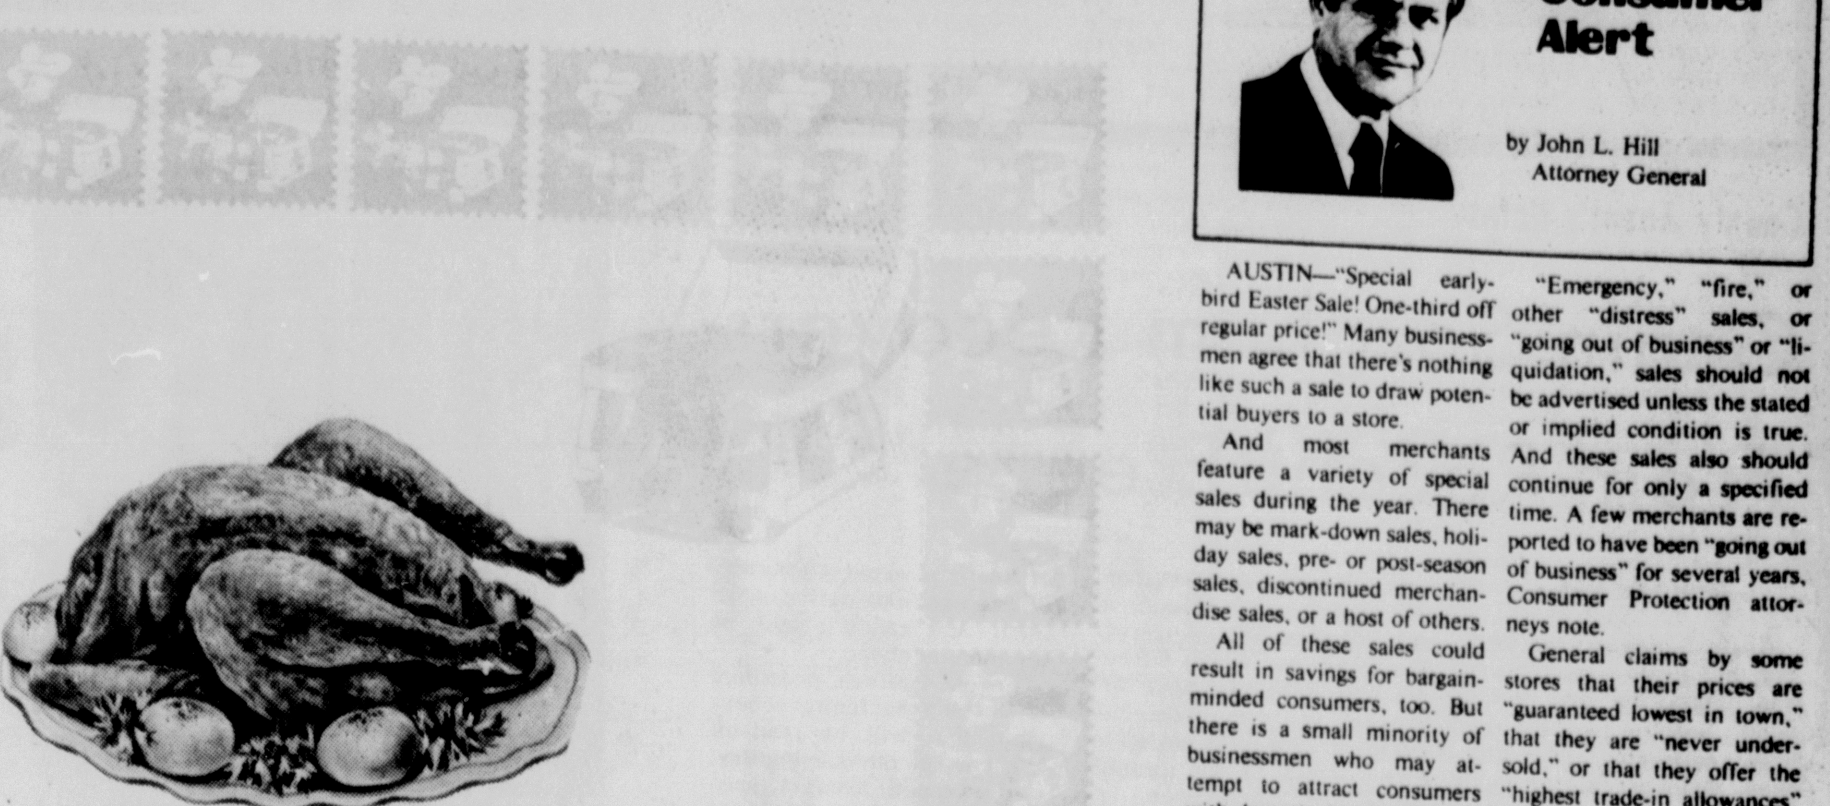 Consumer
Alert
by John L. Hill
Attorney General
AUSTIN—“Special early-
bird Easter Sale! One-third off
regular price!” Many business-
men agree that there's nothing
like such a sale to draw poten-
tial buyers to a store.
And most merchants
feature a variety of special
sales during the year. There
may be mark-down sales, holi-
day sales, pre- or post-season
sales, discontinued merchan-
dise sales, or a host of others.
All of these sales could
result in savings for bargain-
minded consumers, too. But
there is a small minority of
businessmen who may at-
tempt to attract consumers
“Emergency,” “fire,” or
other “distress” sales, or
“going out of business” or “li-
quidation,” sales should not
be advertised unless the stated
or implied condition is true.
And these sales also should
continue for only a specified
time. A few merchants are re-
ported to have been “going out
of business” for several years,
Consumer Protection attor-
neys note.
General claims by some
stores that their prices are
“guaranteed lowest in town,”
that they are “never under-
sold,” or that they offer the
“highest trade-in allowances”